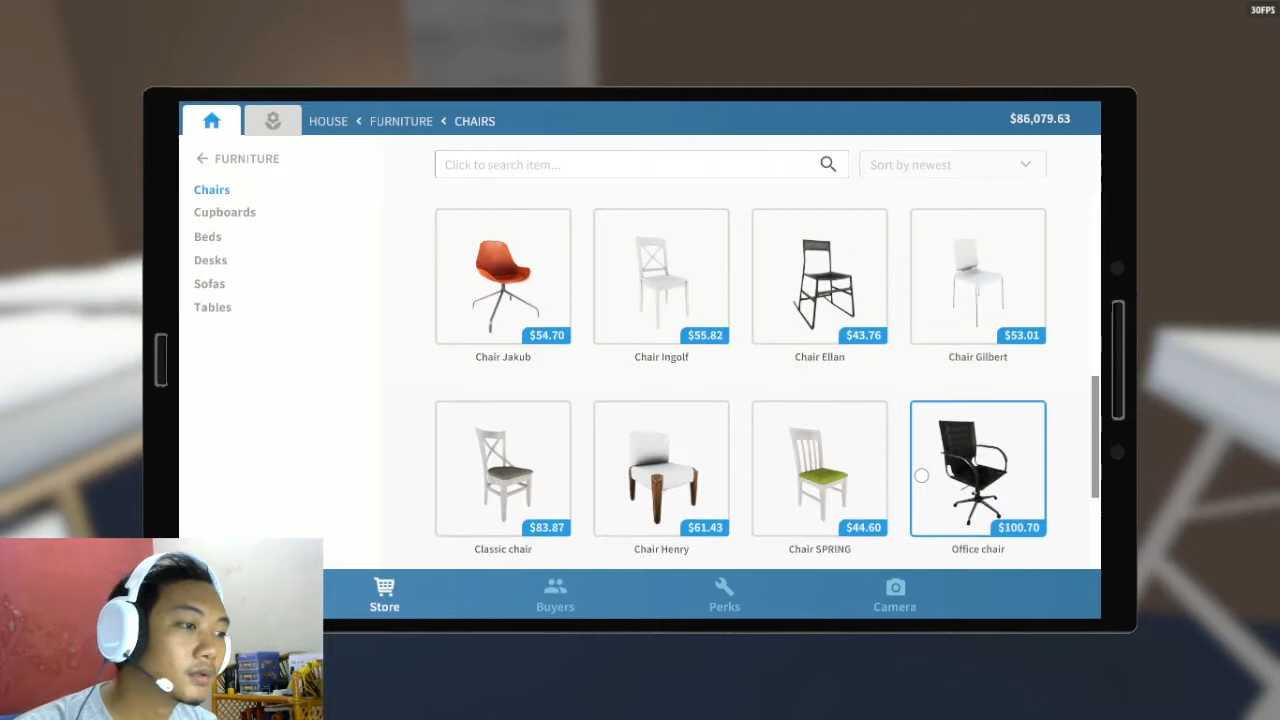 30FPS
HOUSE < FURNITURE < CHAIRS
$86,079.63
FURNITURE
Click to search item...
Sort by newest
Chairs
Cupboards
Beds
Desks
Sofas
Tables
$54.70
$55.82
$43.76
$53.01
Chair Jakub
Chair Ingolf
Chair Ellan
Chair Gilbert
$83.87
$61.43
$44.60
$100.70
Classic chair
Chair Henry
Chair SPRING
Office chair
Store
Buyers
Perks
Camera